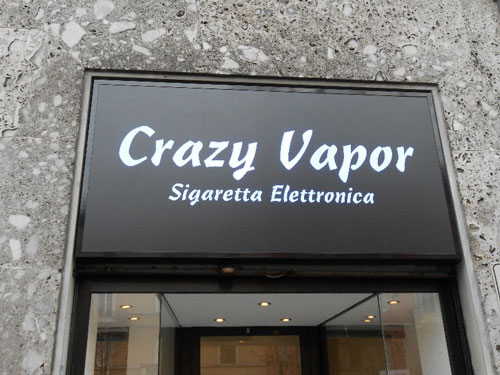 Crazy Vapor
Sigaretta Elettronica